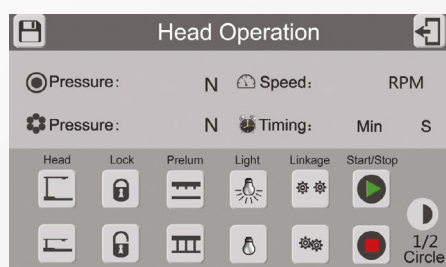 Head Operation
Pressure: N Speed: RPM
Pressure: N Timing: Min S
Head Lock Prelum Light Linkage Start/Stop
1/2
Circle